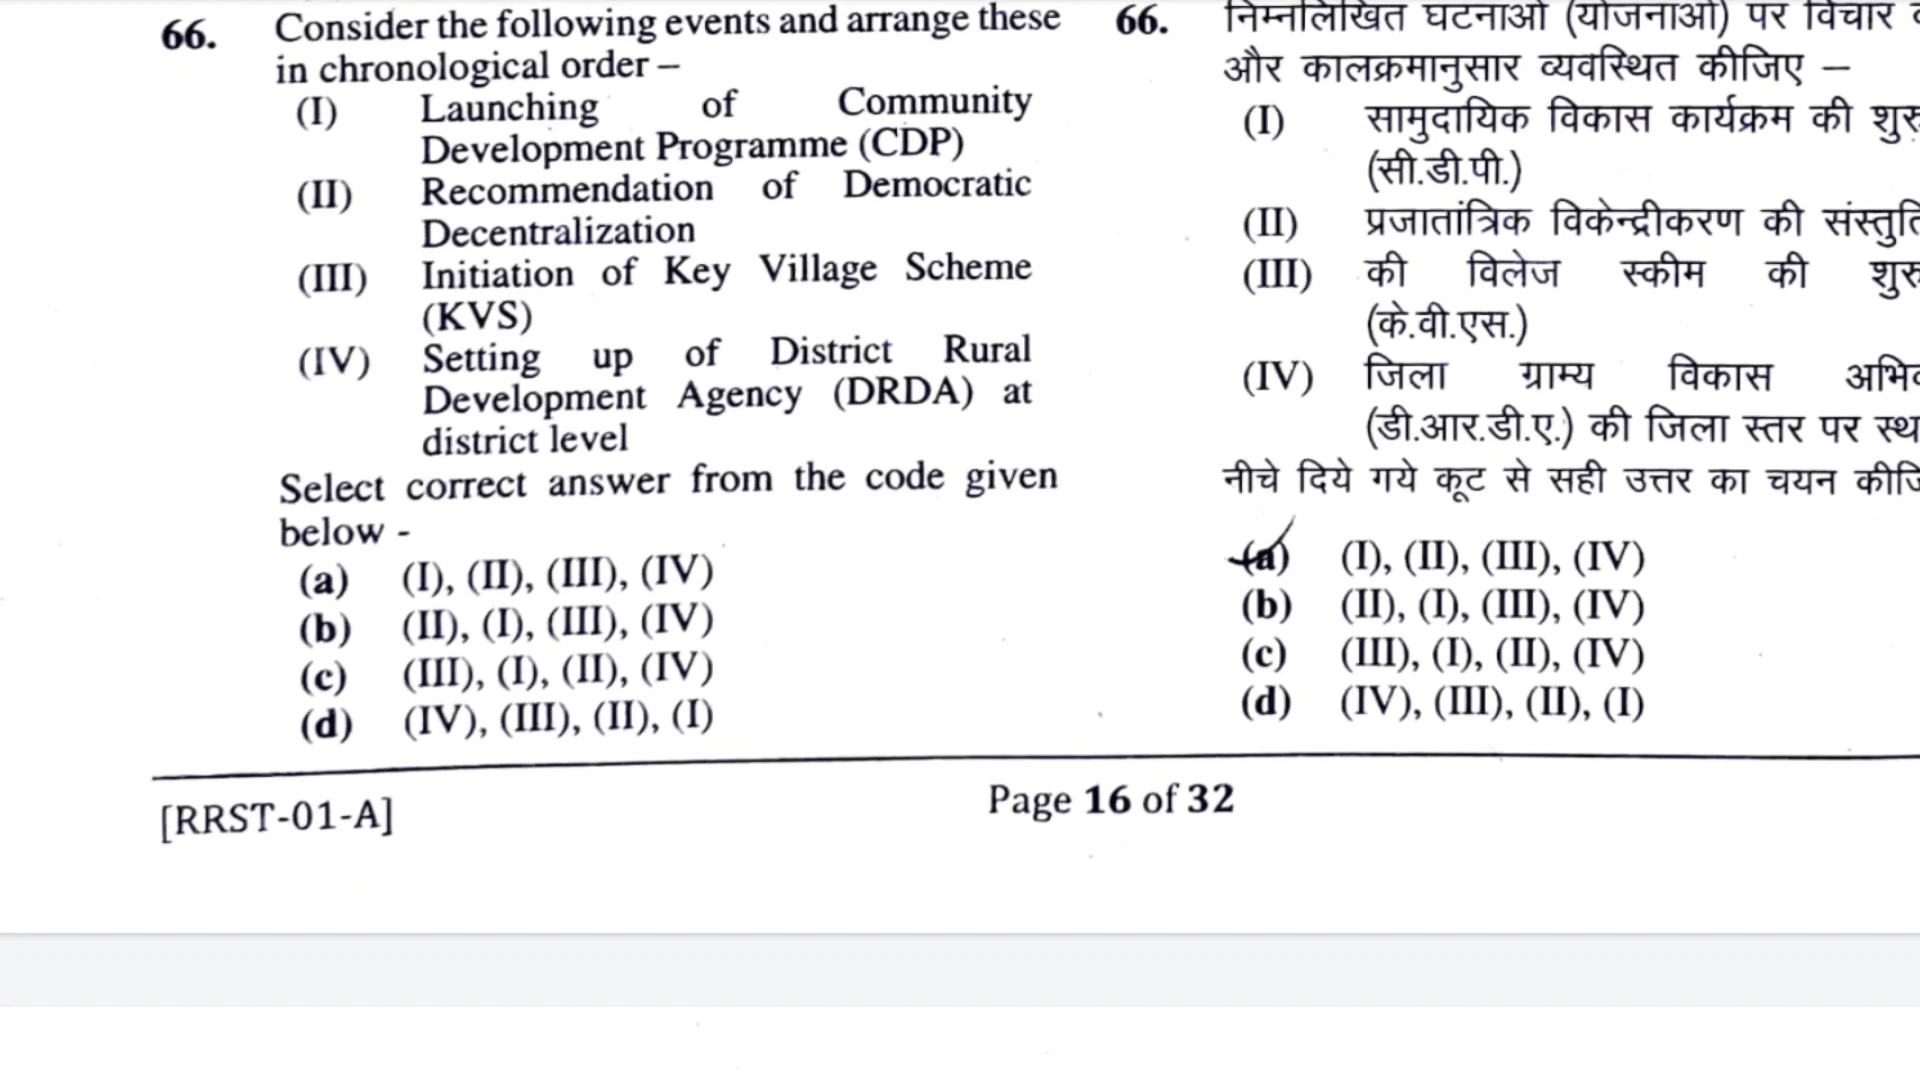 66. Consider the following events and arrange these
in chronological order –
(I) Launching of Community
Development Programme (CDP)
(II) Recommendation of Democratic
Decentralization
(III) Initiation of Key Village Scheme
(KVS)
(IV) Setting up of District Rural
Development Agency (DRDA) at
district level
Select correct answer from the code given
below -
(a) (I), (II), (III), (IV)
(b) (II), (I), (III), (IV)
(c) (III), (I), (II), (IV)
(d) (IV), (III), (II), (I)
66. निम्नलिखित घटनाओं (योजनाओं) पर विचार
और कालक्रमानुसार व्यवस्थित कीजिए –
(I) सामुदायिक विकास कार्यक्रम की
(सी.डी.पी.)
(II) प्रजातांत्रिक विकेन्द्रीकरण की
(III) की विलेज स्कीम की
(के.वी.एस.)
(IV) जिला ग्राम्य विकास
(डी.आर.डी.ए.) की जिला स्तर पर
नीचे दिये गये कूट से सही उत्तर का चयन
(a) (I), (II), (III), (IV)
(b) (II), (I), (III), (IV)
(c) (III), (I), (II), (IV)
(d) (IV), (III), (II), (I)
[RRST-01-A]
Page 16 of 32